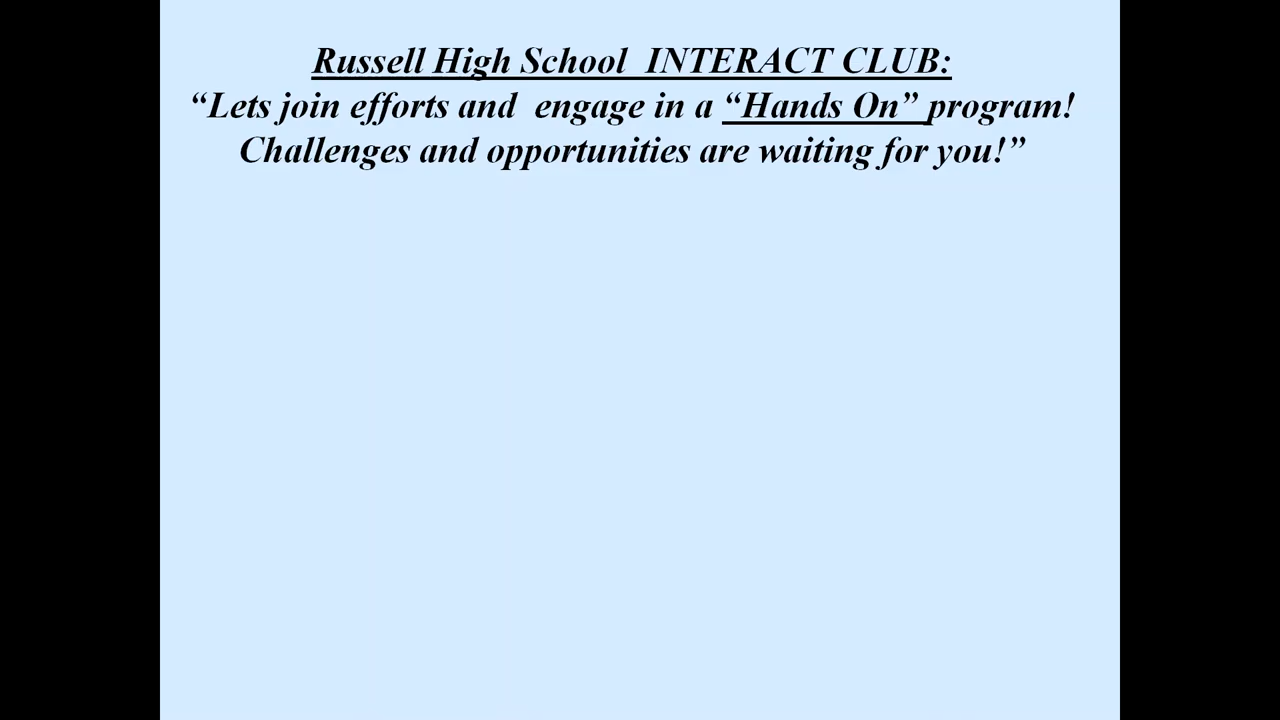 Russell High School  INTERACT CLUB:
“Lets join efforts and  engage in a “Hands On” program!
Challenges and opportunities are waiting for you!”